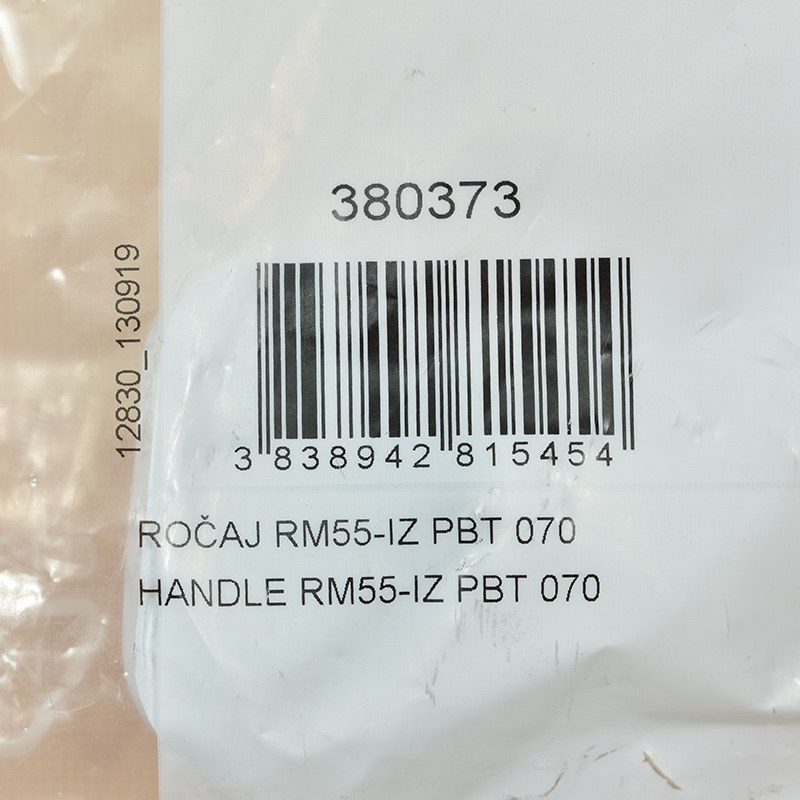 380373
12830_130919
3 838942 815454
ROČAJ RM55-IZ PBT 070
HANDLE RM55-IZ PBT 070